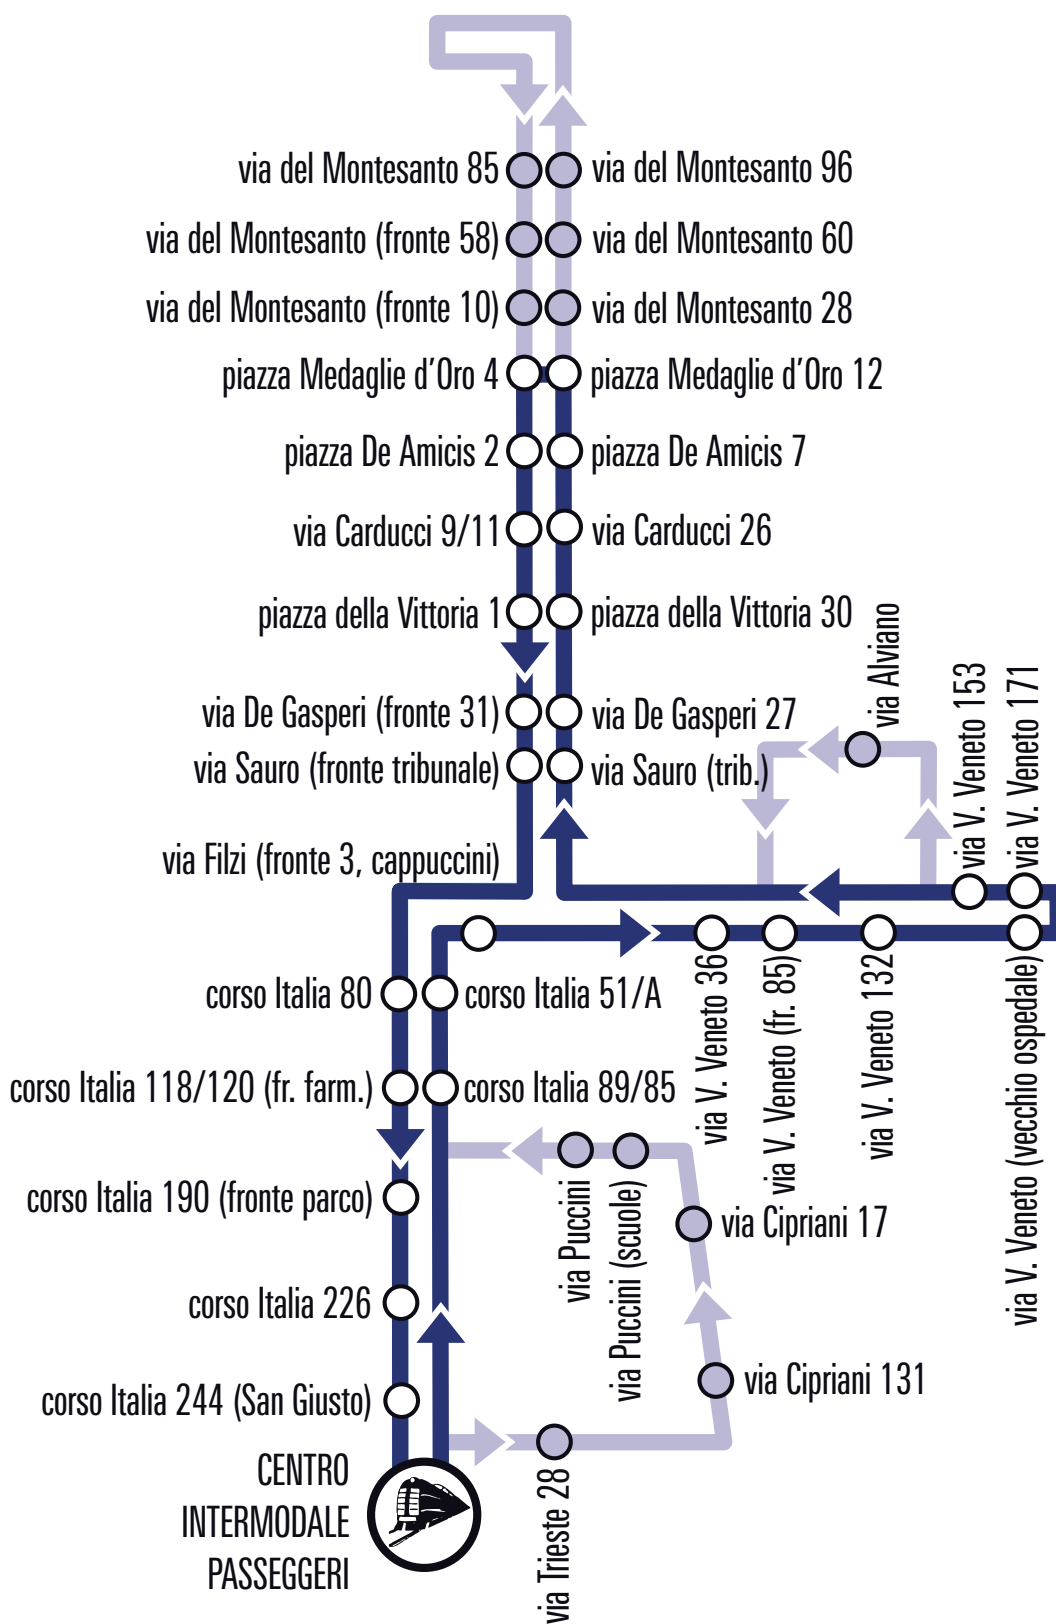 via del Montesanto 85
via del Montesanto 96
via del Montesanto (fronte 58)
via del Montesanto 60
via del Montesanto (fronte 10)
via del Montesanto 28
piazza Medaglie d'Oro 4
piazza Medaglie d'Oro 12
piazza De Amicis 2
piazza De Amicis 7
via Carducci 9/11
via Carducci 26
piazza della Vittoria 1
piazza della Vittoria 30
via De Gasperi (fronte 31)
via De Gasperi 27
via Sauro (fronte tribunale)
via Sauro (trib.)
via Alviano
via V. Veneto 153
via V. Veneto 171
via Filzi (fronte 3, cappuccini)
corso Italia 80
corso Italia 51/A
via V. Veneto 36
via V. Veneto (fr. 85)
via V. Veneto 132
via V. Veneto (vecchio ospedale)
corso Italia 118/120 (fr. farm.)
corso Italia 89/85
corso Italia 190 (fronte parco)
via Puccini
via Puccini (scuole)
via Cipriani 17
corso Italia 226
via Cipriani 131
corso Italia 244 (San Giusto)
CENTRO
INTERMODALE
PASSEGGERI
via Trieste 28